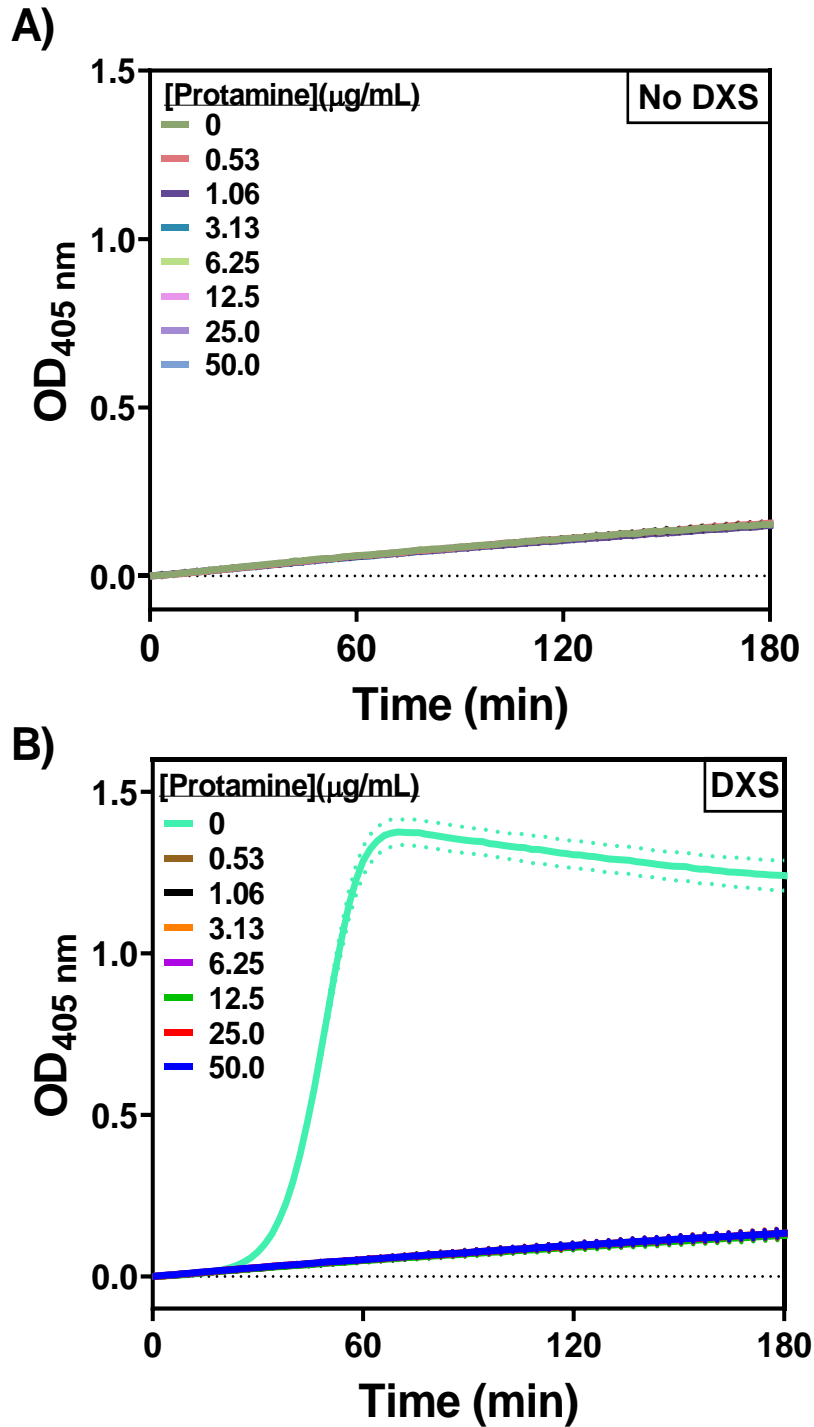 A)
[Protamine](μg/mL)
No DXS
0
0.53
1.06
3.13
6.25
12.5
25.0
50.0
OD405 nm
1.5
1.0
0.5
0.0
0 60 120 180
Time (min)
B)
[Protamine](μg/mL)
DXS
0
0.53
1.06
3.13
6.25
12.5
25.0
50.0
OD405 nm
1.5
1.0
0.5
0.0
0 60 120 180
Time (min)